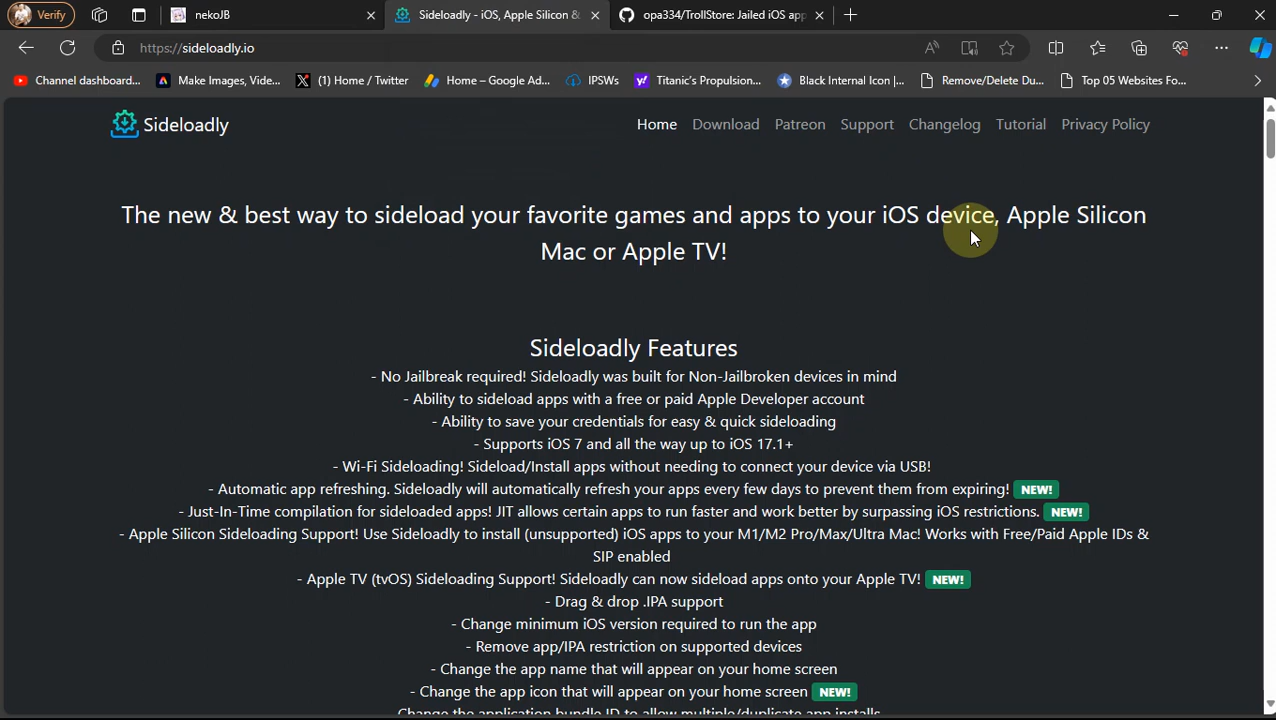 Verify
nekoJB
Sideloadly - iOS, Apple Silicon &
opa334/TrollStore: Jailed iOS app
https://sideloadly.io
Channel dashboard...
Make Images, Vide...
(1) Home / Twitter
Home – Google Ad...
IPSWs
Titanic's Propulsion...
Black Internal Icon |...
Remove/Delete Du...
Top 05 Websites Fo...
Sideloadly
Home
Download
Patreon
Support
Changelog
Tutorial
Privacy Policy
The new & best way to sideload your favorite games and apps to your iOS device, Apple Silicon
Mac or Apple TV!
Sideloadly Features
- No Jailbreak required! Sideloadly was built for Non-Jailbroken devices in mind
- Ability to sideload apps with a free or paid Apple Developer account
- Ability to save your credentials for easy & quick sideloading
- Supports iOS 7 and all the way up to iOS 17.1+
- Wi-Fi Sideloading! Sideload/Install apps without needing to connect your device via USB!
- Automatic app refreshing. Sideloadly will automatically refresh your apps every few days to prevent them from expiring! NEW!
- Just-In-Time compilation for sideloaded apps! JIT allows certain apps to run faster and work better by surpassing iOS restrictions. NEW!
- Apple Silicon Sideloading Support! Use Sideloadly to install (unsupported) iOS apps to your M1/M2 Pro/Max/Ultra Mac! Works with Free/Paid Apple IDs &
SIP enabled
- Apple TV (tvOS) Sideloading Support! Sideloadly can now sideload apps onto your Apple TV! NEW!
- Drag & drop .IPA support
- Change minimum iOS version required to run the app
- Remove app/IPA restriction on supported devices
- Change the app name that will appear on your home screen
- Change the app icon that will appear on your home screen NEW!
- Change the application bundle ID to allow multiple/duplicate app installs